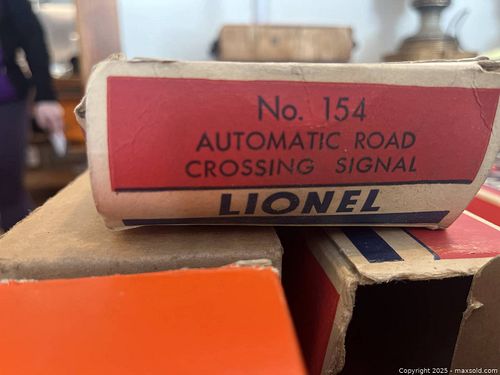 No. 154
AUTOMATIC ROAD
CROSSING SIGNAL
LIONEL
Copyright 2025 - maxsold.com